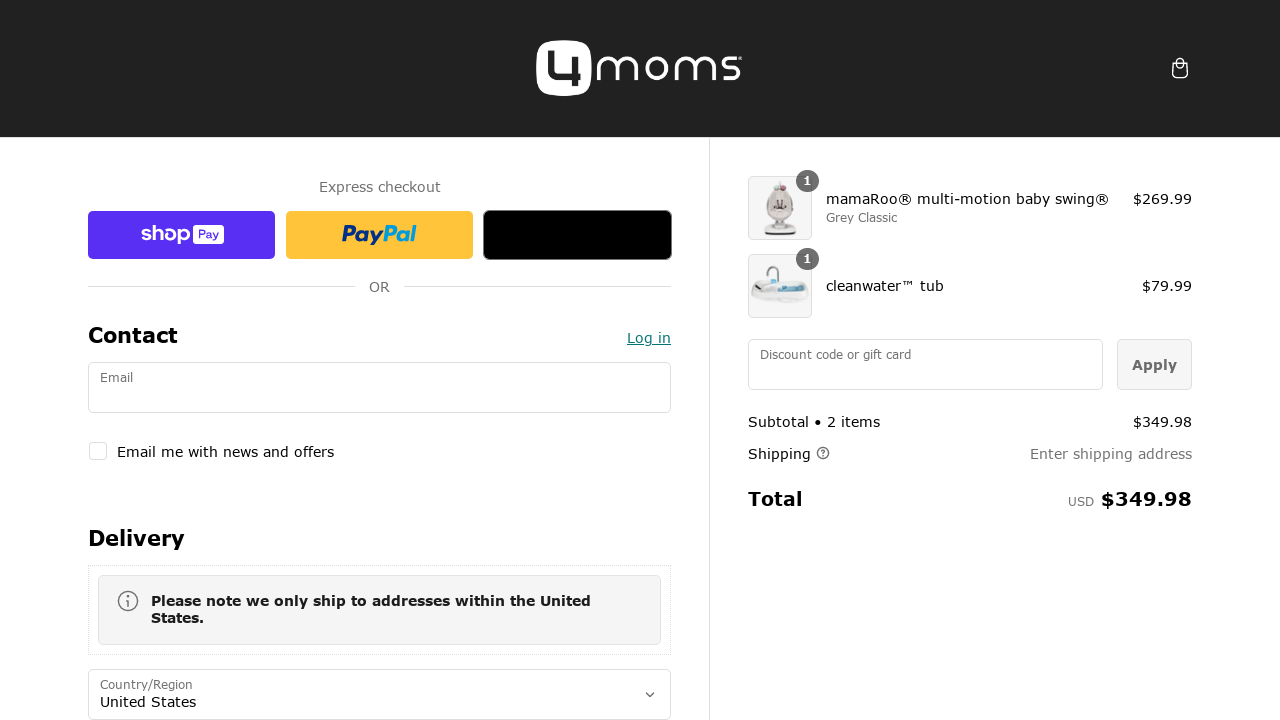 4moms®
Express checkout
shop Pay
PayPal
OR
Contact
Log in
Email
Email me with news and offers
Delivery
Please note we only ship to addresses within the United
States.
Country/Region
United States
1
mamaRoo® multi-motion baby swing®
$269.99
Grey Classic
1
cleanwater™ tub
$79.99
Discount code or gift card
Apply
Subtotal • 2 items
$349.98
Shipping
Enter shipping address
Total
USD $349.98